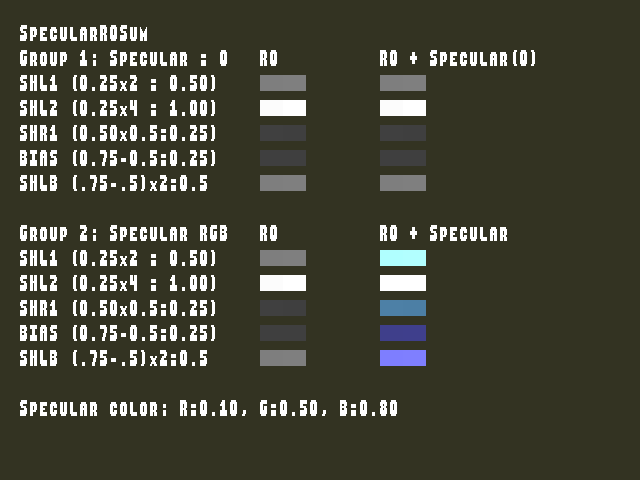 SpecularR0Sum
Group 1: Specular : 0 R0 R0 + Specular(0)
SHL1 (0.25x2 : 0.50)
SHL2 (0.25x4 : 1.00)
SHR1 (0.50x0.5:0.25)
BIAS (0.75-0.5:0.25)
SHLB (.75-.5)x2:0.5
Group 2: Specular RGB R0 R0 + Specular
SHL1 (0.25x2 : 0.50)
SHL2 (0.25x4 : 1.00)
SHR1 (0.50x0.5:0.25)
BIAS (0.75-0.5:0.25)
SHLB (.75-.5)x2:0.5
Specular color: R:0.10, G:0.50, B:0.80